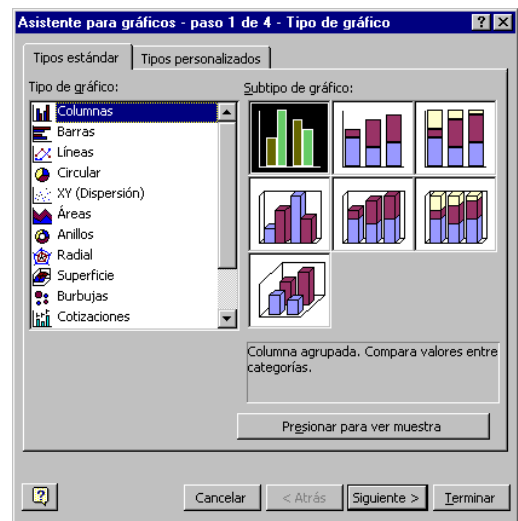 Asistente para gráficos - paso 1 de 4 - Tipo de gráfico
Tipos estándar
Tipos personalizados
Tipo de gráfico:
Subtipo de gráfico:
Columnas
Barras
Líneas
Circular
XY (Dispersión)
Áreas
Anillos
Radial
Superficie
Burbujas
Cotizaciones
Columna agrupada. Compara valores entre
categorías.
Presionar para ver muestra
Cancelar
< Atrás
Siguiente >
Terminar